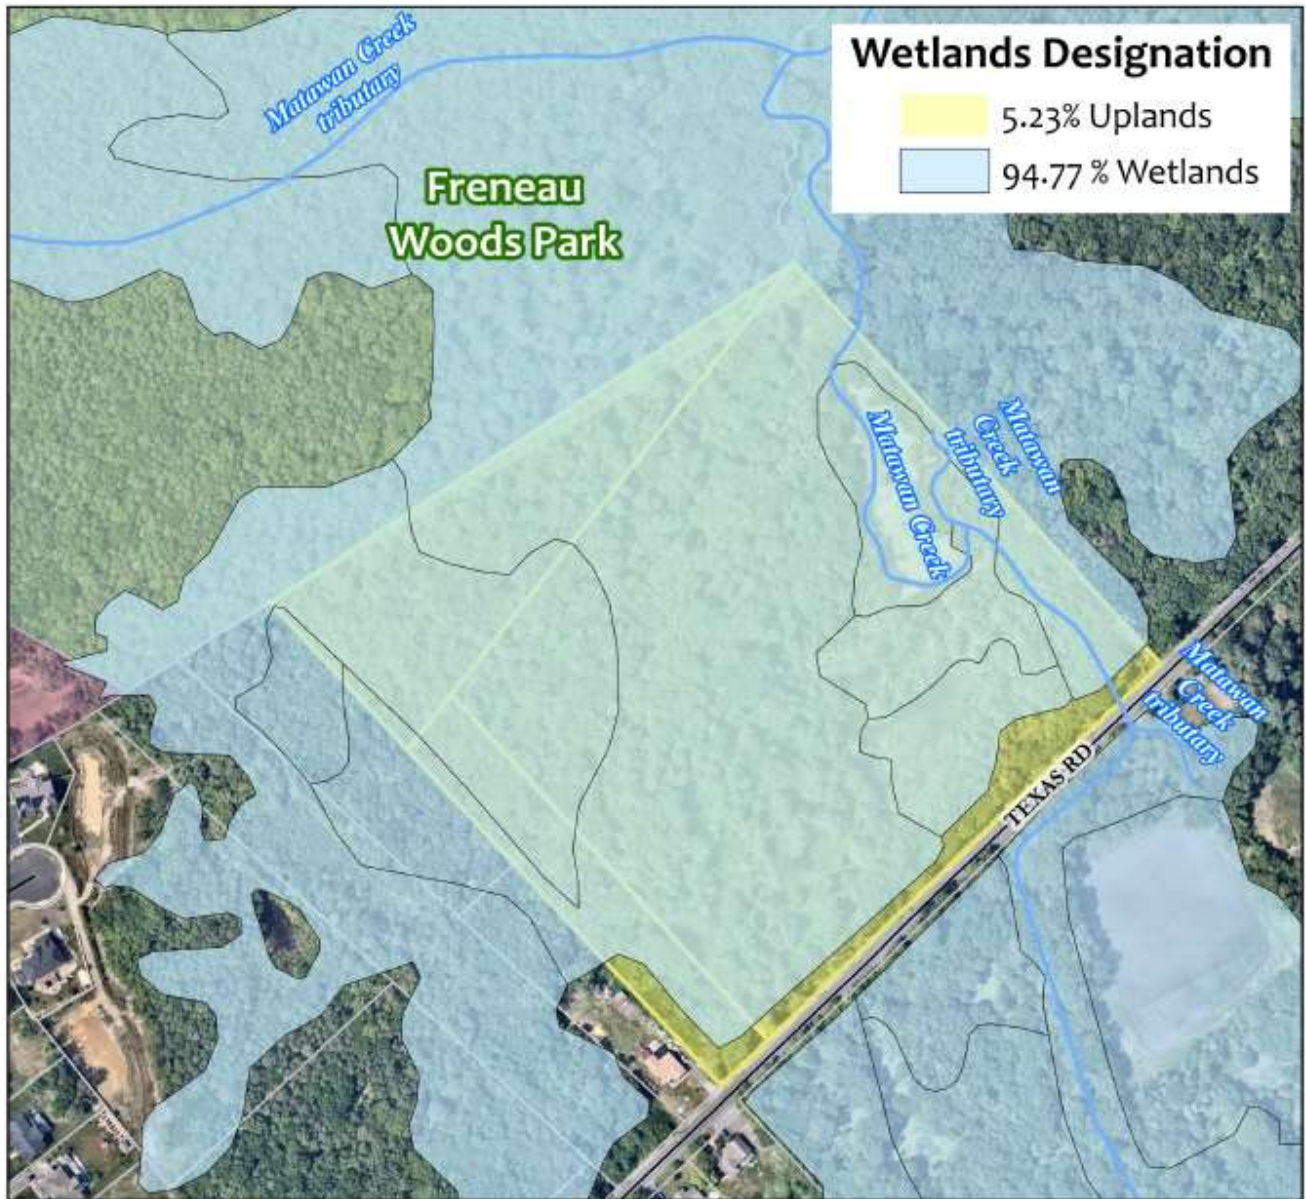 Wetlands Designation
5.23% Uplands
94.77 % Wetlands
Matawan Creek
tributary
Freneau
Woods Park
Matawan Creek
Matawan
Creek
tributary
Matawan
Creek
tributary
TEXAS RD